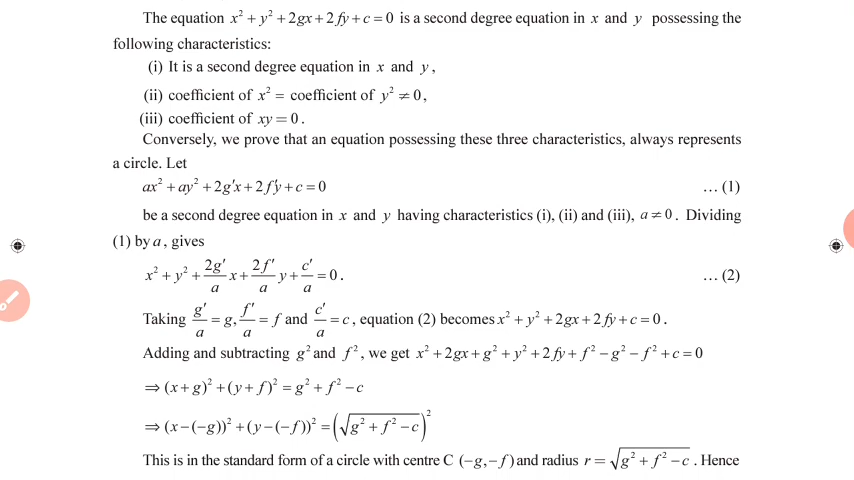 The equation x² + y² + 2gx + 2fy + c = 0 is a second degree equation in x and y possessing the
following characteristics:
(i) It is a second degree equation in x and y,
(ii) coefficient of x² = coefficient of y² ≠ 0,
(iii) coefficient of xy = 0.
Conversely, we prove that an equation possessing these three characteristics, always represents
a circle. Let
ax² + ay² + 2g′x + 2f′y + c = 0 … (1)
be a second degree equation in x and y having characteristics (i), (ii) and (iii), a ≠ 0. Dividing
(1) by a, gives
x² + y² + 2g′/a x + 2f′/a y + c′/a = 0. … (2)
Taking g′/a = g, f′/a = f and c′/a = c, equation (2) becomes x² + y² + 2gx + 2fy + c = 0.
Adding and subtracting g² and f², we get x² + 2gx + g² + y² + 2fy + f² − g² − f² + c = 0
⇒ (x + g)² + (y + f)² = g² + f² − c
⇒ (x − (−g))² + (y − (−f))² = (√(g² + f² − c))²
This is in the standard form of a circle with centre C (−g, −f) and radius r = √(g² + f² − c). Hence